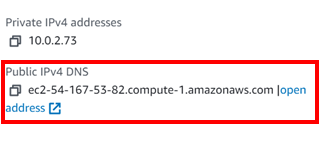 Private IPv4 addresses
10.0.2.73
Public IPv4 DNS
ec2-54-167-53-82.compute-1.amazonaws.com |open
address